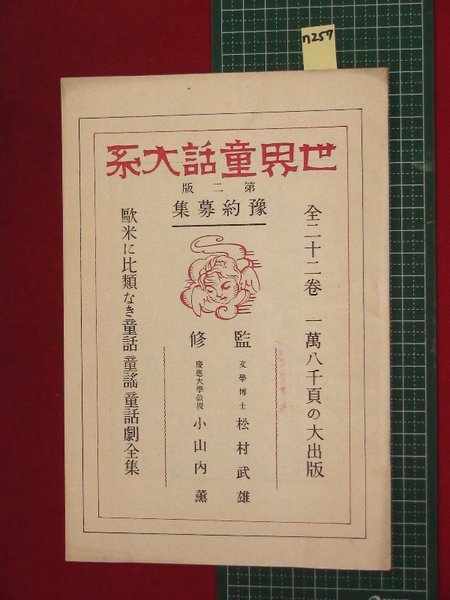 n257
世界童話大系
第二版
豫約募集
全二十二卷 一萬八千頁の大出版
監修
文學博士 松村武雄
慶應大學敎授 小山內薰
歐米に比類なき童話 童謠 童話劇全集